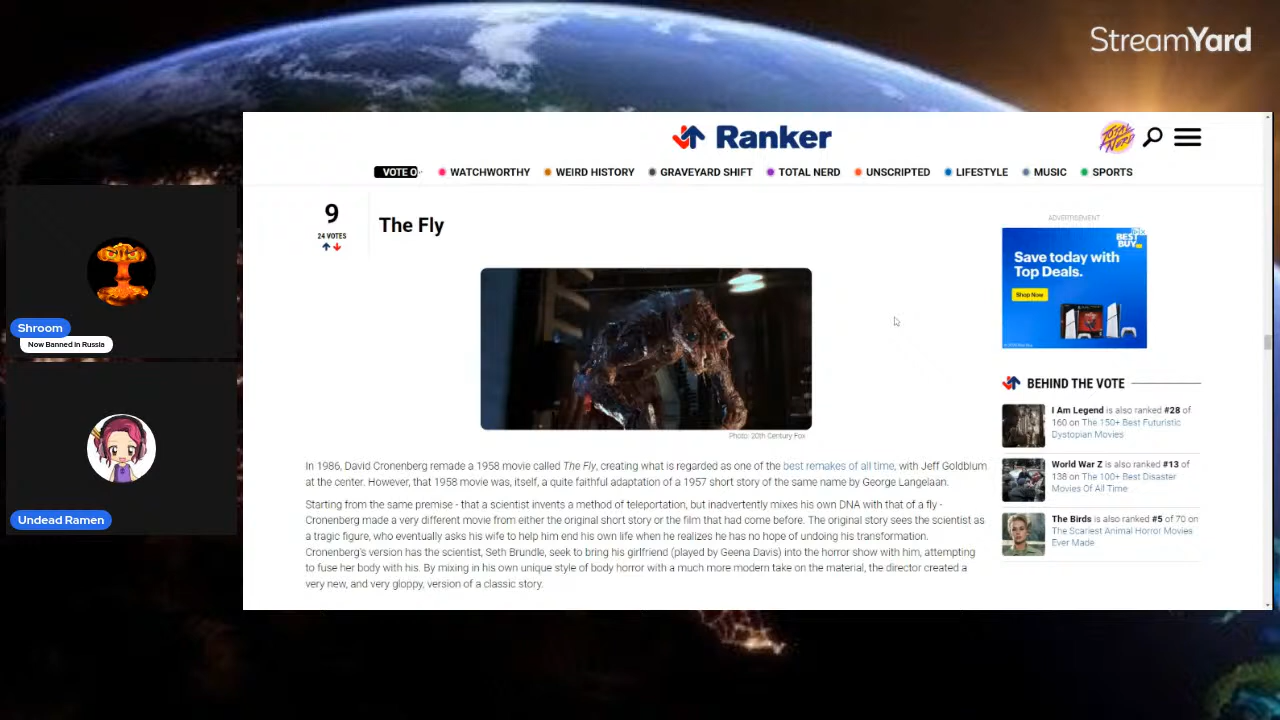 StreamYard
Ranker
TOTAL NERD
VOTE O
WATCHWORTHY
WEIRD HISTORY
GRAVEYARD SHIFT
TOTAL NERD
UNSCRIPTED
LIFESTYLE
MUSIC
SPORTS
9
24 VOTES
The Fly
Photo: 20th Century Fox
In 1986, David Cronenberg remade a 1958 movie called The Fly, creating what is regarded as one of the best remakes of all time, with Jeff Goldblum
at the center. However, that 1958 movie was, itself, a quite faithful adaptation of a 1957 short story of the same name by George Langelaan.
Starting from the same premise - that a scientist invents a method of teleportation, but inadvertently mixes his own DNA with that of a fly -
Cronenberg made a very different movie from either the original short story or the film that had come before. The original story sees the scientist as
a tragic figure, who eventually asks his wife to help him end his own life when he realizes he has no hope of undoing his transformation.
Cronenberg's version has the scientist, Seth Brundle, seek to bring his girlfriend (played by Geena Davis) into the horror show with him, attempting
to fuse her body with his. By mixing in his own unique style of body horror with a much more modern take on the material, the director created a
very new, and very gloppy, version of a classic story.
ADVERTISEMENT
BEST
BUY
Save today with
Top Deals.
Shop Now
BEHIND THE VOTE
I Am Legend is also ranked #28 of
160 on The 150+ Best Futuristic
Dystopian Movies
World War Z is also ranked #13 of
138 on The 100+ Best Disaster
Movies Of All Time
The Birds is also ranked #5 of 70 on
The Scariest Animal Horror Movies
Ever Made
Shroom
Now Banned in Russia
Undead Ramen